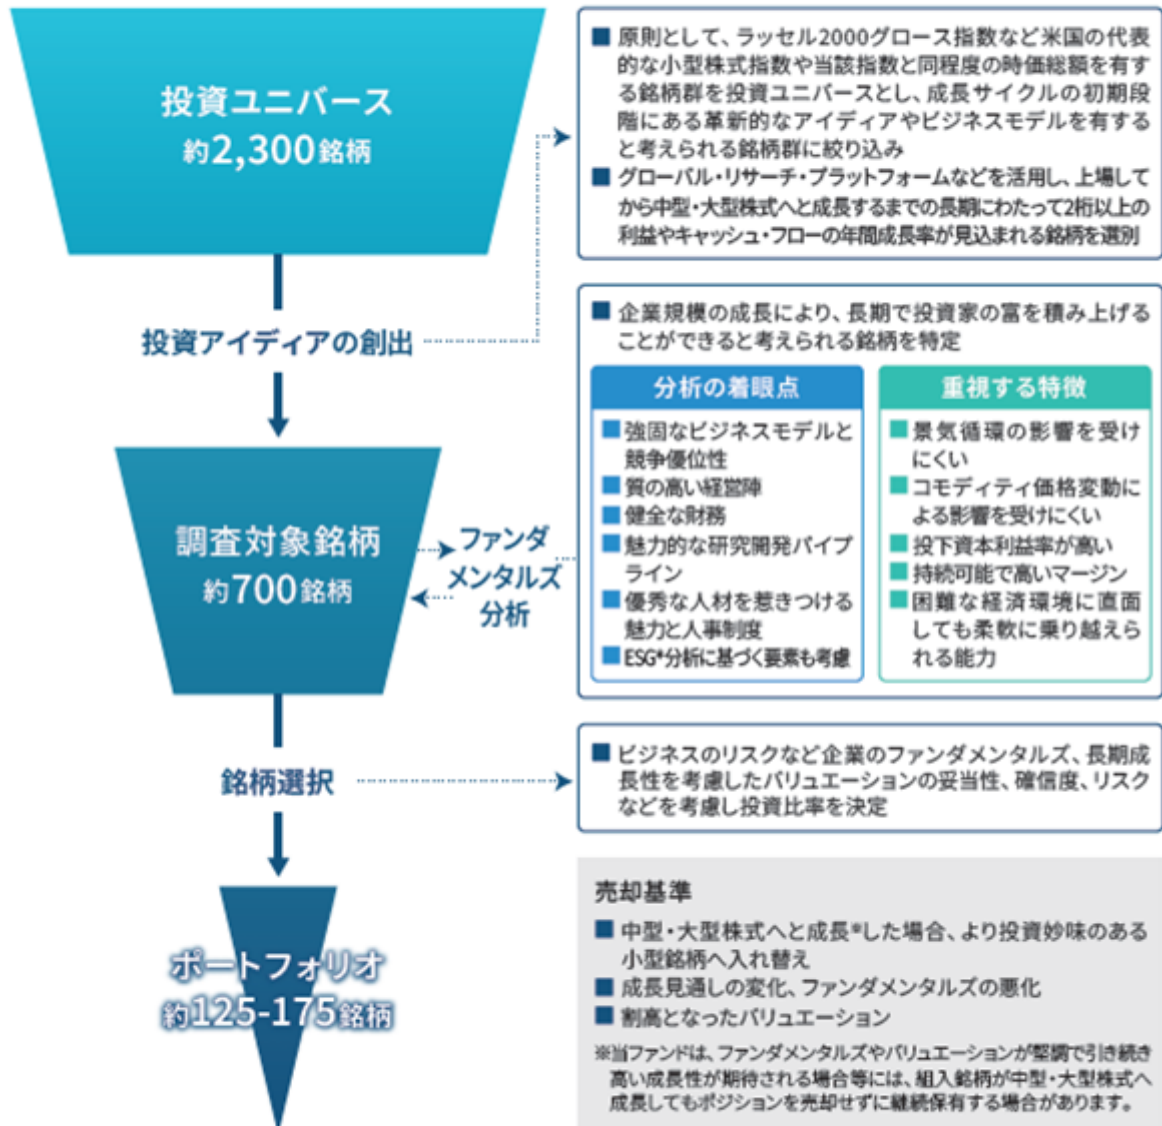 投資ユニバース
約2,300銘柄
■ 原則として、ラッセル2000グロース指数など米国の代表
的な小型株式指数や当該指数と同程度の時価総額を有す
る銘柄群を投資ユニバースとし、成長サイクルの初期段
階にある革新的なアイディアやビジネスモデルを有する
と考えられる銘柄群に絞り込み
■ グローバル・リサーチ・プラットフォームなどを活用し、上場して
から中型・大型株式へと成長するまでの長期にわたって2桁以上の
利益やキャッシュ・フローの年間成長率が見込まれる銘柄を選別
投資アイディアの創出
■ 企業規模の成長により、長期で投資家の富を積み上げる
ことができると考えられる銘柄を特定
分析の着眼点
■ 強固なビジネスモデルと
競争優位性
■ 質の高い経営陣
■ 健全な財務
■ 魅力的な研究開発パイプ
ライン
■ 優秀な人材を惹きつける
魅力と人事制度
■ ESG*分析に基づく要素も考慮
重視する特徴
■ 景気循環の影響を受け
にくい
■ コモディティ価格変動に
よる影響を受けにくい
■ 投下資本利益率が高い
■ 持続可能で高いマージン
■ 困難な経済環境に直面
しても柔軟に乗り越えら
れる能力
調査対象銘柄
約700銘柄
ファンダ
メンタルズ
分析
銘柄選択
■ ビジネスのリスクなど企業のファンダメンタルズ、長期成
長性を考慮したバリュエーションの妥当性、確信度、リスク
などを考慮し投資比率を決定
ポートフォリオ
約125-175銘柄
売却基準
■ 中型・大型株式へと成長※した場合、より投資妙味のある
小型銘柄へ入れ替え
■ 成長見通しの変化、ファンダメンタルズの悪化
■ 割高となったバリュエーション
※当ファンドは、ファンダメンタルズやバリュエーションが堅調で引き続き
高い成長性が期待される場合等には、組入銘柄が中型・大型株式へ
成長してもポジションを売却せずに継続保有する場合があります。